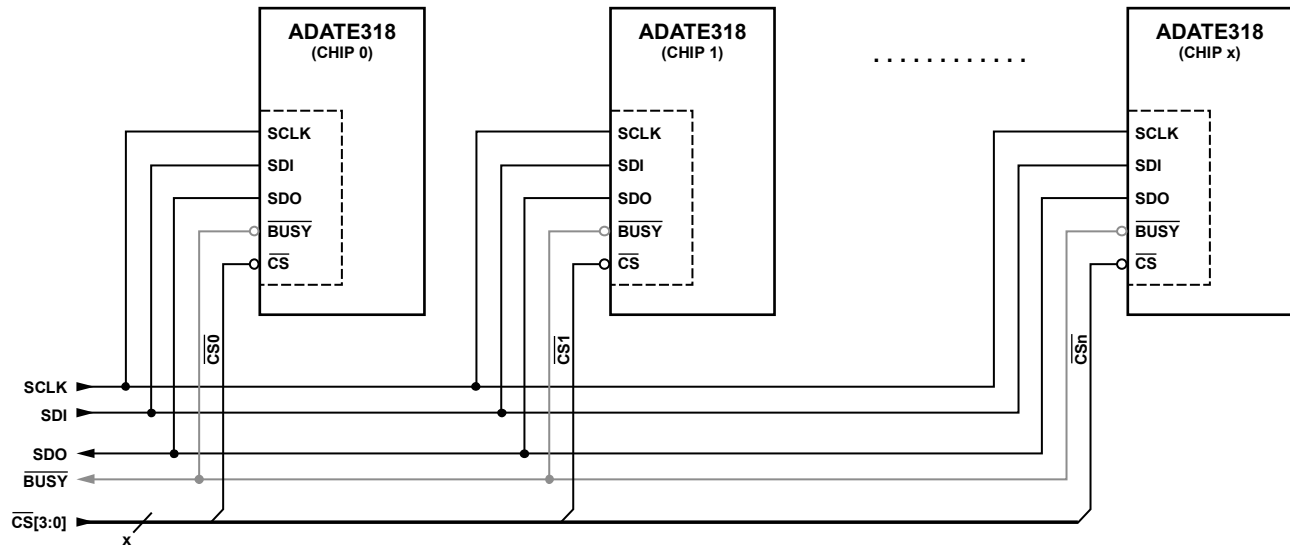 ADATE318
(CHIP 0)
SCLK
SDI
SDO
BUSY
CS
ADATE318
(CHIP 1)
SCLK
SDI
SDO
BUSY
CS
............
ADATE318
(CHIP x)
SCLK
SDI
SDO
BUSY
CS
CS0
CS1
CSn
SCLK
SDI
SDO
BUSY
CS[3:0]
x